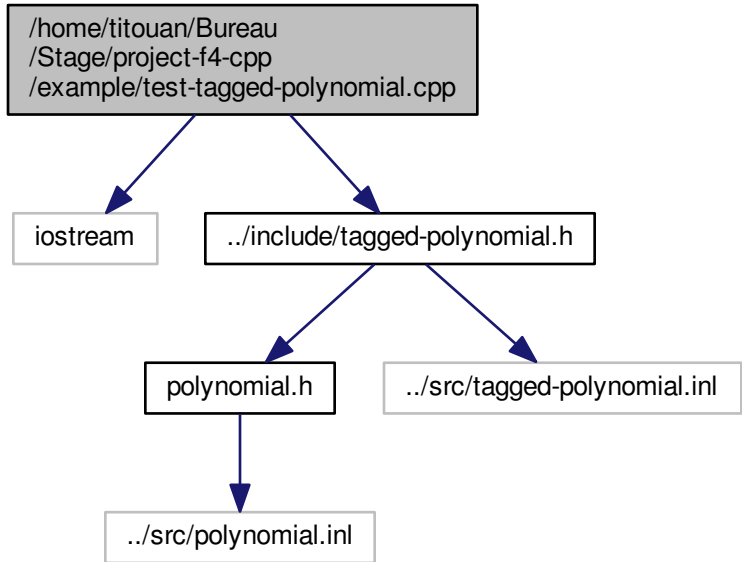 /home/titouan/Bureau
/Stage/project-f4-cpp
/example/test-tagged-polynomial.cpp
iostream
../include/tagged-polynomial.h
polynomial.h
../src/tagged-polynomial.inl
../src/polynomial.inl